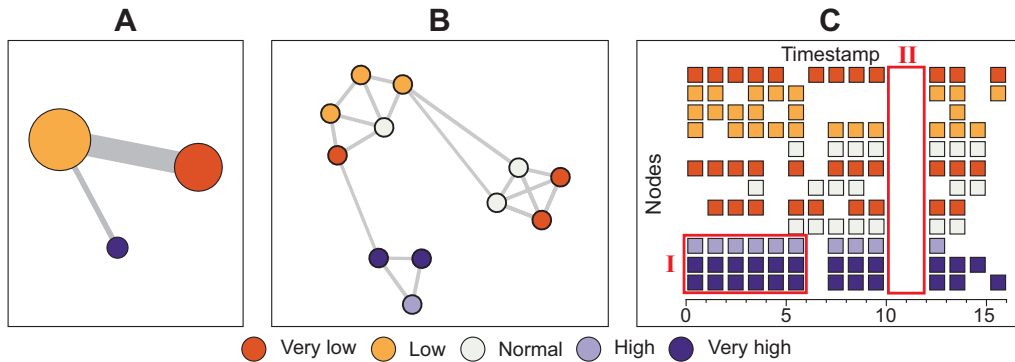 A
B
C
Timestamp
II
Nodes
I
0 5 10 15
Very low Low Normal High Very high